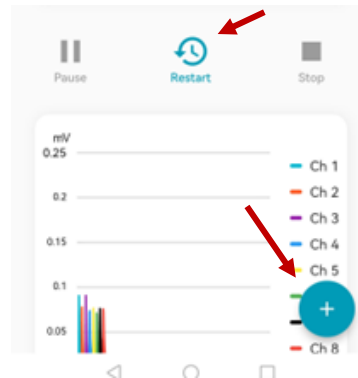 Pause Restart Stop
mV
0.25
Ch 1
0.2
Ch 2
Ch 3
0.15
Ch 4
Ch 5
0.1
+
0.05
Ch 8